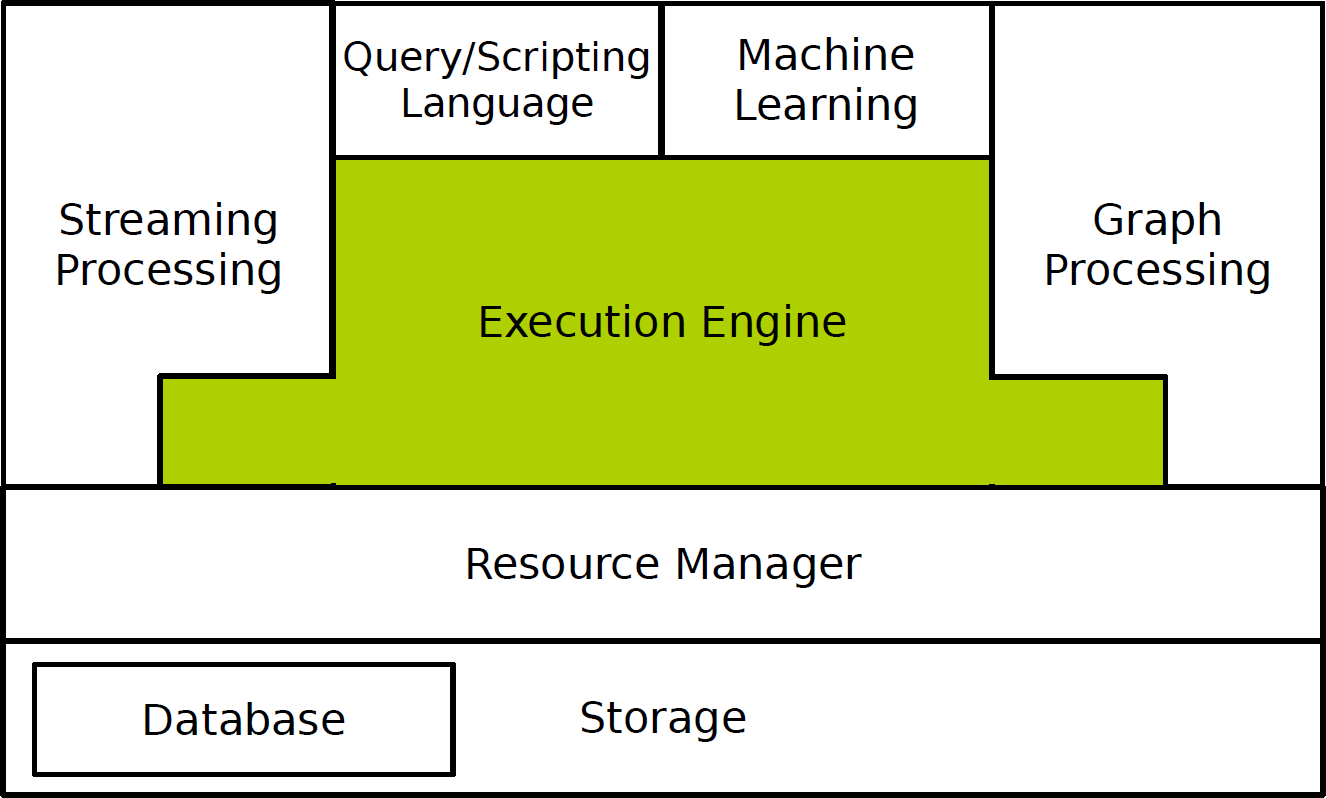 Query/Scripting
Language
Machine
Learning
Streaming
Processing
Graph
Processing
Execution Engine
Resource Manager
Database
Storage